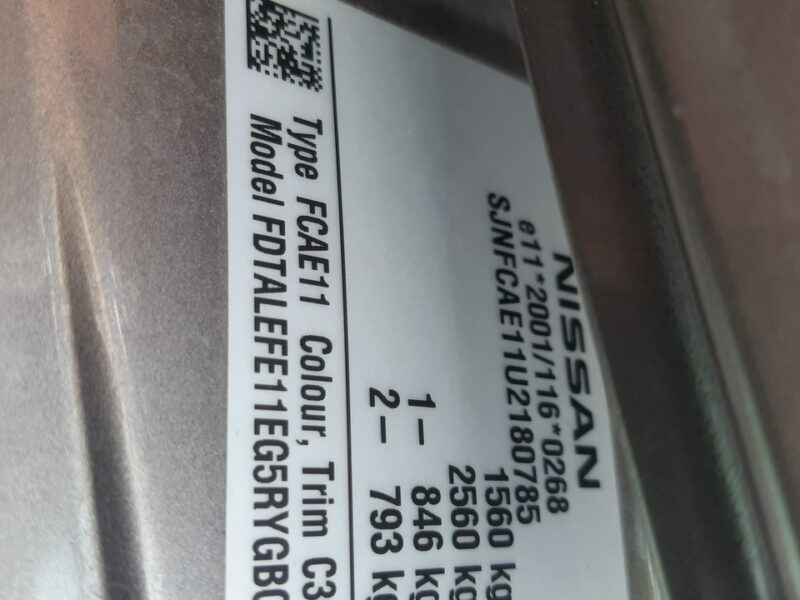 NISSAN
e11*2001/116*0268
SJNFCAE11U2180785
1560 kg
2560 kg
1– 846 kg
2– 793 kg
Type FCAE11 Colour, Trim C3
Model FDTALEFE11EG5RYGB